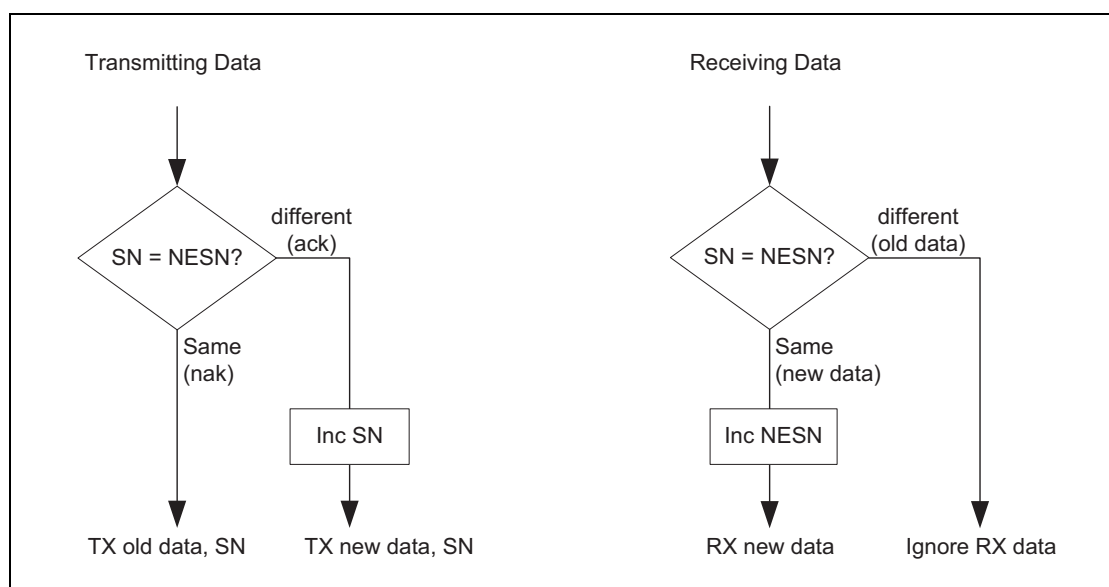 Transmitting Data
SN = NESN?
different
(ack)
Same
(nak)
Inc SN
TX old data, SN
TX new data, SN
Receiving Data
SN = NESN?
different
(old data)
Same
(new data)
Inc NESN
RX new data
Ignore RX data